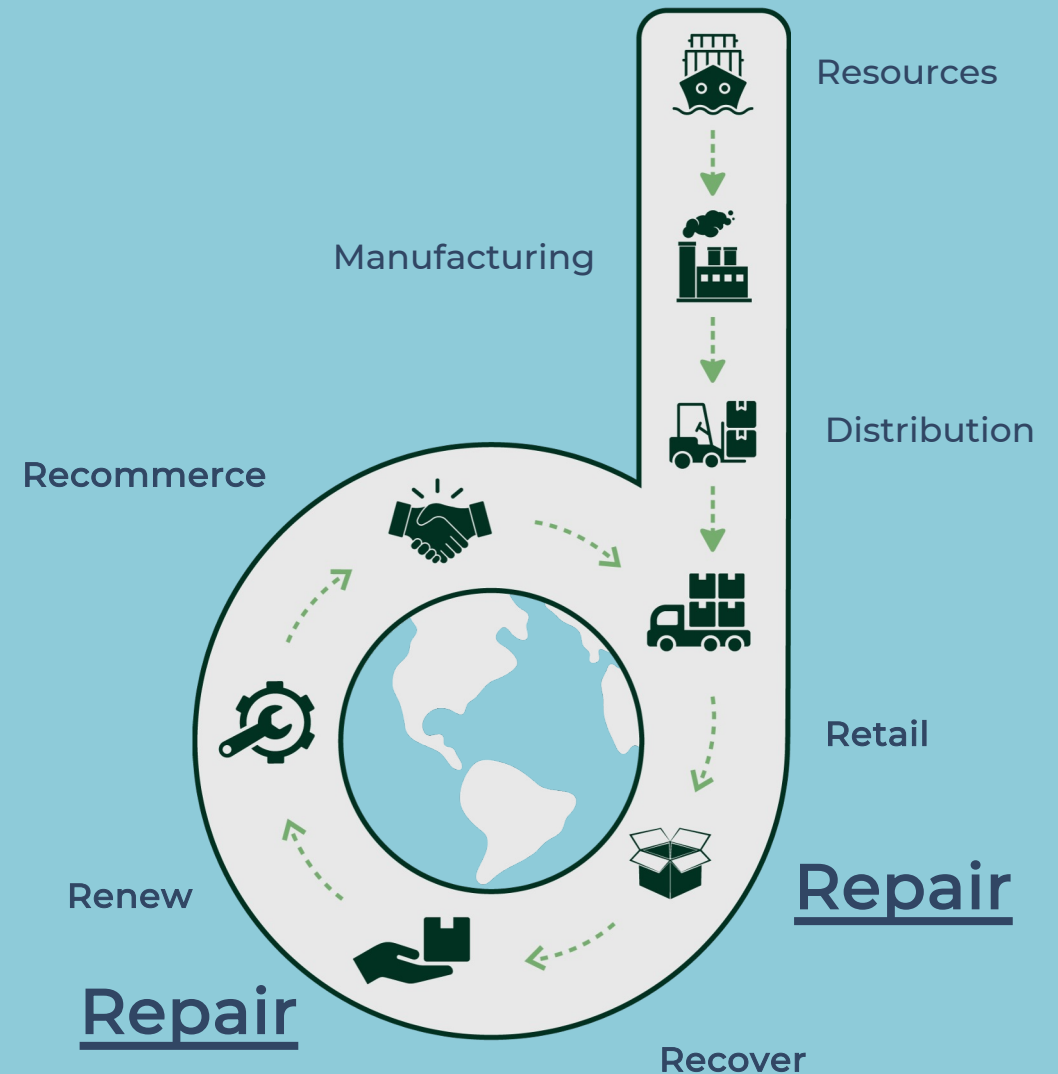 Resources
Manufacturing
Distribution
Recommerce
Retail
Repair
Renew
Repair
Recover